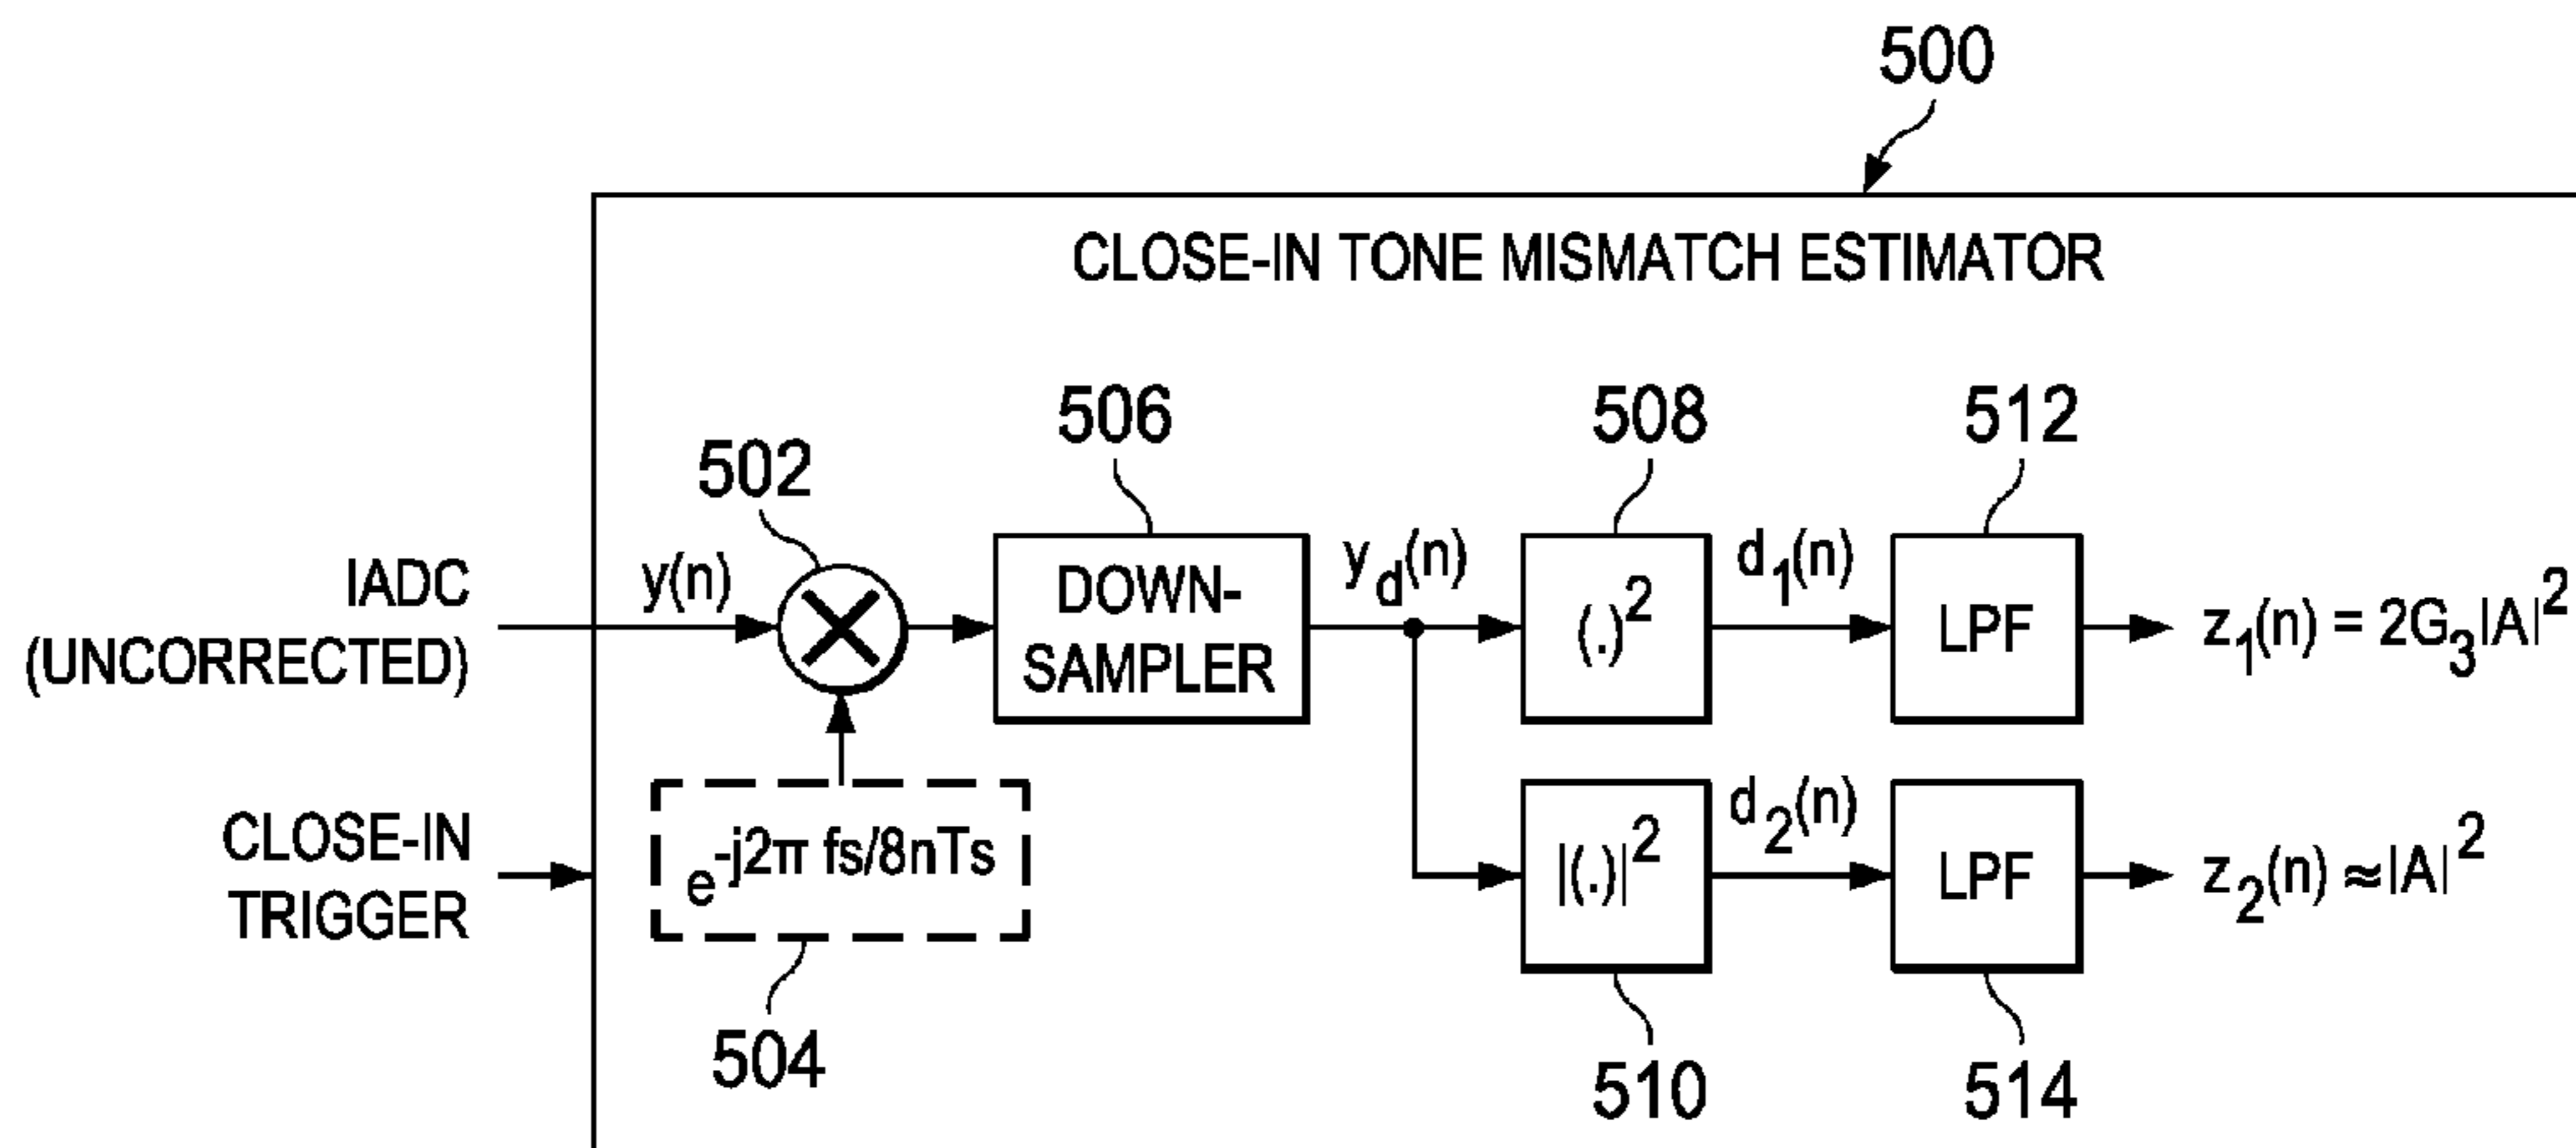 500
CLOSE-IN TONE MISMATCH ESTIMATOR
502
506
508
512
IADC
(UNCORRECTED)
y(n)
DOWN-
SAMPLER
y_d(n)
(.)^2
d_1(n)
LPF
z_1(n) = 2G_3|A|^2
CLOSE-IN
TRIGGER
e^-j2π fs/8nTs
|(.)|^2
d_2(n)
LPF
z_2(n) ≈|A|^2
504
510
514